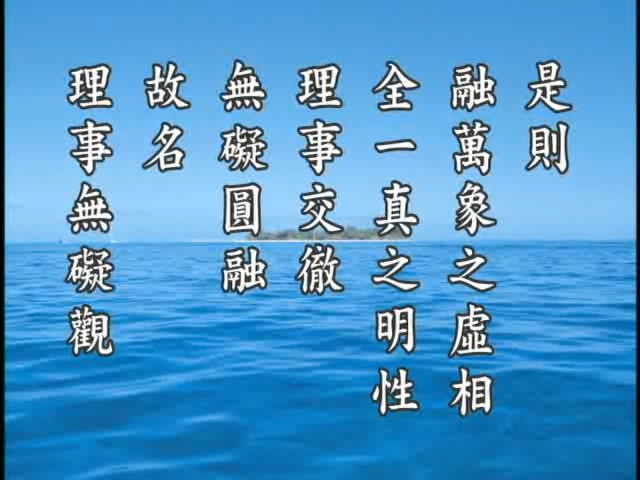 是則
融萬象之虛相
全一真之明性
理事交徹
無礙圓融
故名
理事無礙觀